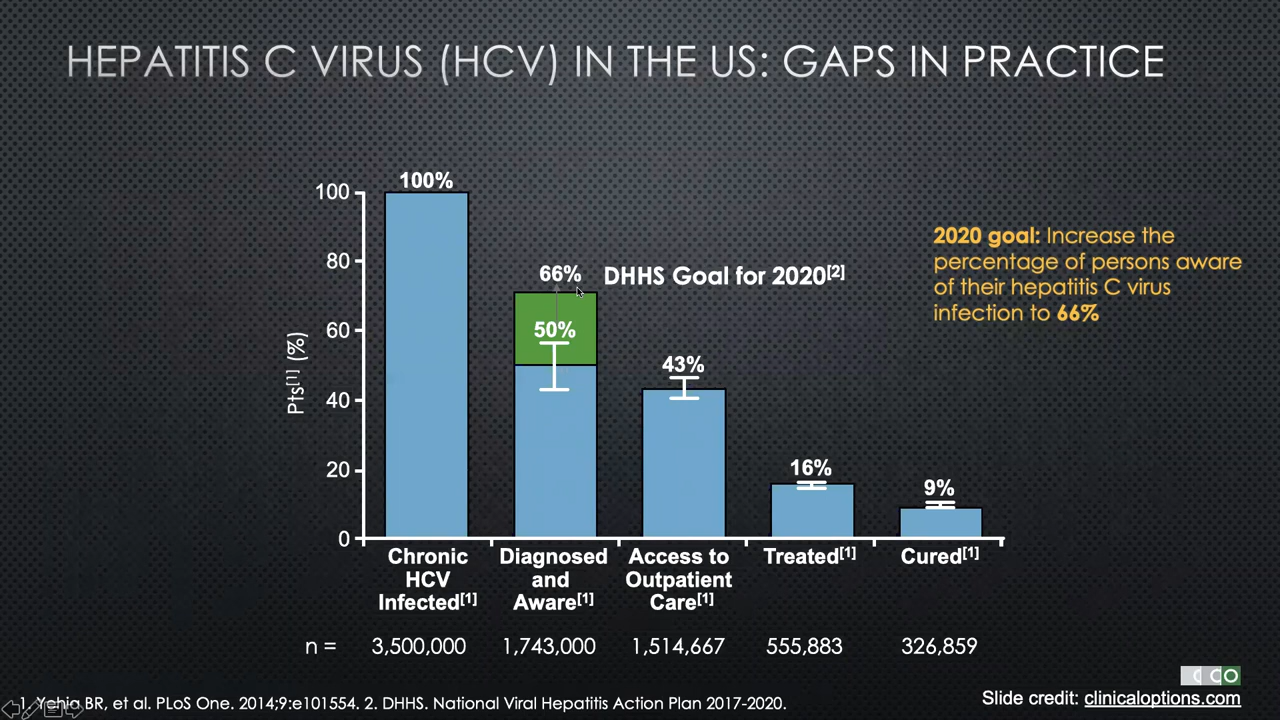 HEPATITIS C VIRUS (HCV) IN THE US: GAPS IN PRACTICE
2020 goal: Increase the
percentage of persons aware
of their hepatitis C virus
infection to 66%
Pts[1] (%)
100
80
60
40
20
0
100%
66%
DHHS Goal for 2020[2]
50%
43%
16%
9%
Chronic
HCV
Infected[1]
Diagnosed
and
Aware[1]
Access to
Outpatient
Care[1]
Treated[1]
Cured[1]
n = 3,500,000 1,743,000 1,514,667 555,883 326,859
CCO
1. Yehia BR, et al. PLoS One. 2014;9:e101554. 2. DHHS. National Viral Hepatitis Action Plan 2017-2020.
Slide credit: clinicaloptions.com